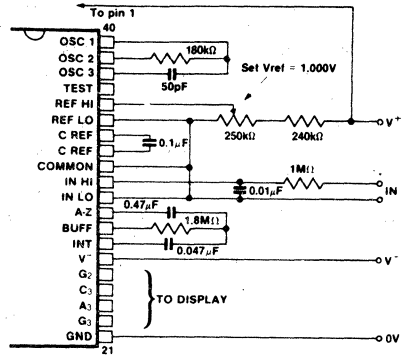 To pin 1
40
OSC 1
180kΩ
OSC 2
OSC 3
50pF
Set Vref = 1.000V
TEST
REF HI
REF LO
V+
250kΩ
240kΩ
C REF
0.1μF
C REF
COMMON
1MΩ
IN HI
0.01μF
IN
IN LO
0.47μF
A-Z
1.8MΩ
BUFF
INT
0.047μF
V-
V-
G2
C3
TO DISPLAY
A3
G3
GND
0V
21